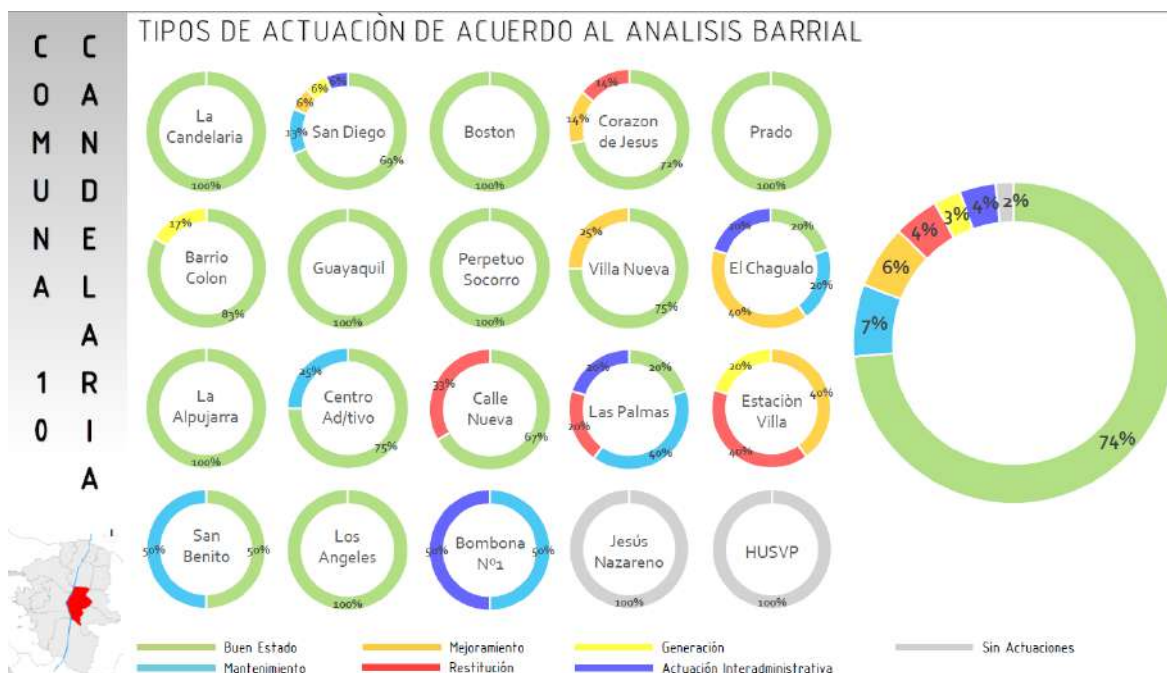 COMUNA 10
CANDELARIA
TIPOS DE ACTUACIÒN DE ACUERDO AL ANALISIS BARRIAL
La
Candelaria
100%
6%
6%
6%
13%
San Diego
69%
Boston
100%
14%
14%
Corazon
de Jesus
72%
Prado
100%
17%
Barrio
Colon
83%
Guayaquil
100%
Perpetuo
Socorro
100%
25%
Villa Nueva
75%
20%
20%
El Chagualo
20%
40%
La
Alpujarra
100%
25%
Centro
Ad/tivo
75%
33%
Calle
Nueva
67%
20%
20%
Las Palmas
20%
40%
20%
40%
Estaciòn
Villa
40%
50%
San
Benito
50%
Los
Angeles
100%
50%
Bombona
Nº1
50%
Jesús
Nazareno
100%
HUSVP
100%
2%
4%
3%
4%
6%
7%
74%
Buen Estado
Mejoramiento
Generación
Sin Actuaciones
Mantenimiento
Restitución
Actuación Interadministrativa